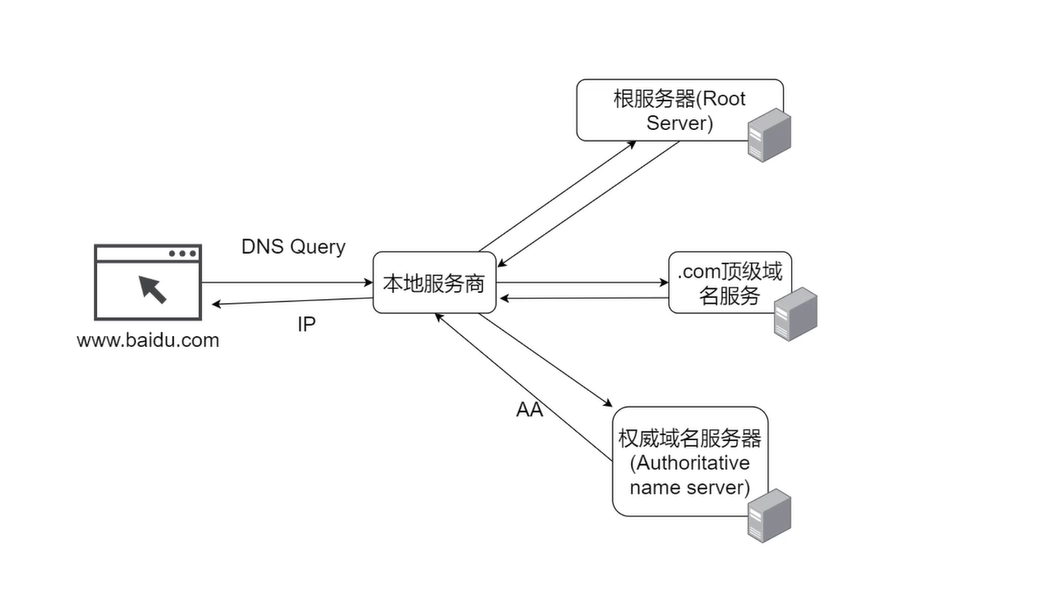 根服务器(Root
Server)
DNS Query
本地服务商
.com顶级域
名服务
IP
www.baidu.com
AA
权威域名服务器
(Authoritative
name server)